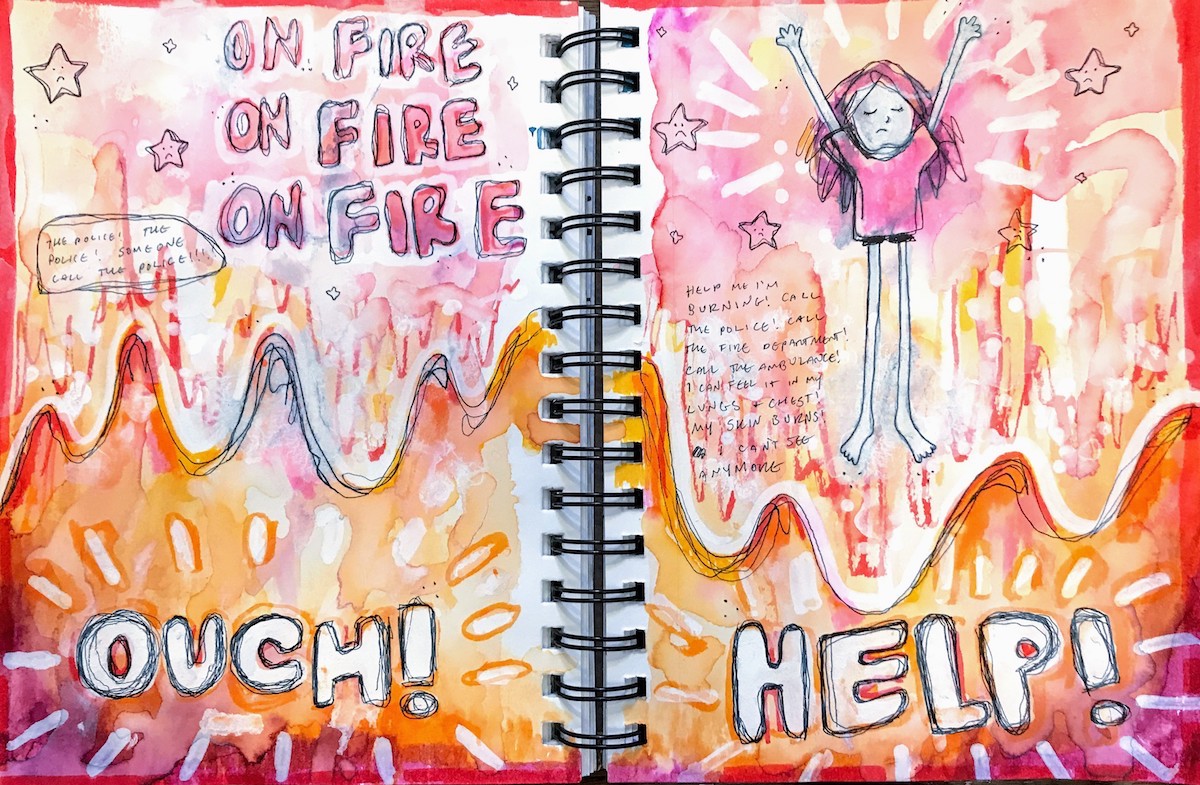 ON FIRE
ON FIRE
ON FIRE
THE POLICE! THE
POLICE! SOMEONE
CALL THE POLICE!!!!
OUCH!
HELP ME I'M
BURNING! CALL
THE POLICE! CALL
THE FIRE DEPARTMENT!
CALL THE AMBULANCE!
I CAN FEEL IT IN MY
LUNGS & CHEST!
MY SKIN BURNS!
I CAN'T SEE
ANYMORE
HELP!